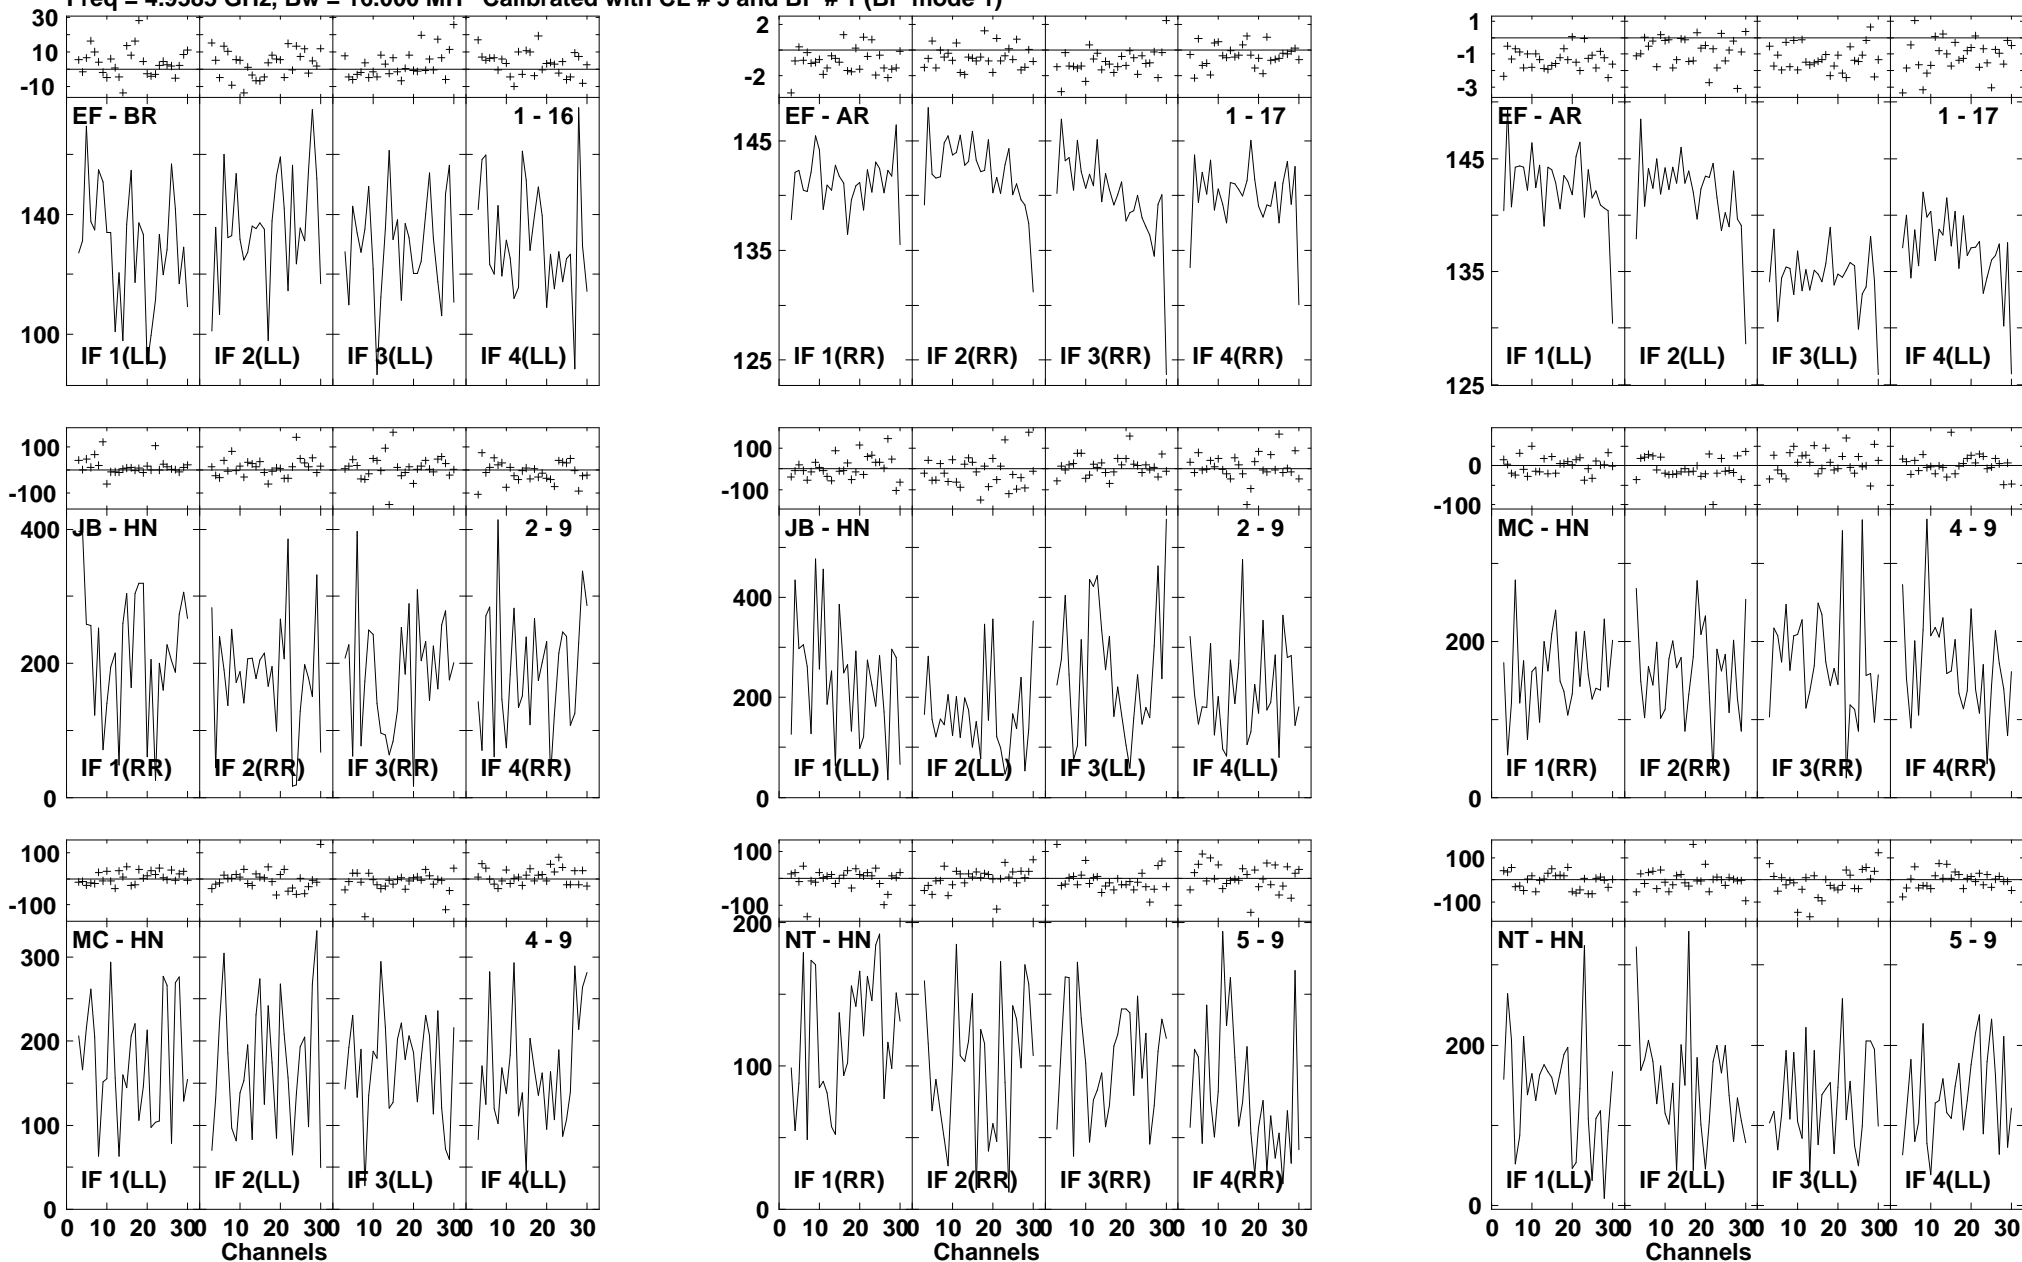 Freq = 4.9385 GHz, Bw = 16.000 MH Calibrated with CL # 3 and BP # 1 (BP mode 1)
30
10
-10
2
-2
1
-1
-3
EF - BR 1 - 16
EF - AR 1 - 17
EF - AR 1 - 17
140
100
145
135
125
145
135
125
IF 1(LL) IF 2(LL) IF 3(LL) IF 4(LL)
IF 1(RR) IF 2(RR) IF 3(RR) IF 4(RR)
IF 1(LL) IF 2(LL) IF 3(LL) IF 4(LL)
100
-100
100
-100
0
-100
JB - HN 2 - 9
JB - HN 2 - 9
MC - HN 4 - 9
400
200
0
400
200
0
200
0
IF 1(RR) IF 2(RR) IF 3(RR) IF 4(RR)
IF 1(LL) IF 2(LL) IF 3(LL) IF 4(LL)
IF 1(RR) IF 2(RR) IF 3(RR) IF 4(RR)
100
-100
100
-100
100
-100
MC - HN 4 - 9
NT - HN 5 - 9
NT - HN 5 - 9
300
200
100
0
200
100
0
200
0
IF 1(LL) IF 2(LL) IF 3(LL) IF 4(LL)
IF 1(RR) IF 2(RR) IF 3(RR) IF 4(RR)
IF 1(LL) IF 2(LL) IF 3(LL) IF 4(LL)
0 10 20 30 0 10 20 30 0 10 20 30 0 10 20 30
0 10 20 30 0 10 20 30 0 10 20 30 0 10 20 30
0 10 20 30 0 10 20 30 0 10 20 30 0 10 20 30
Channels
Channels
Channels